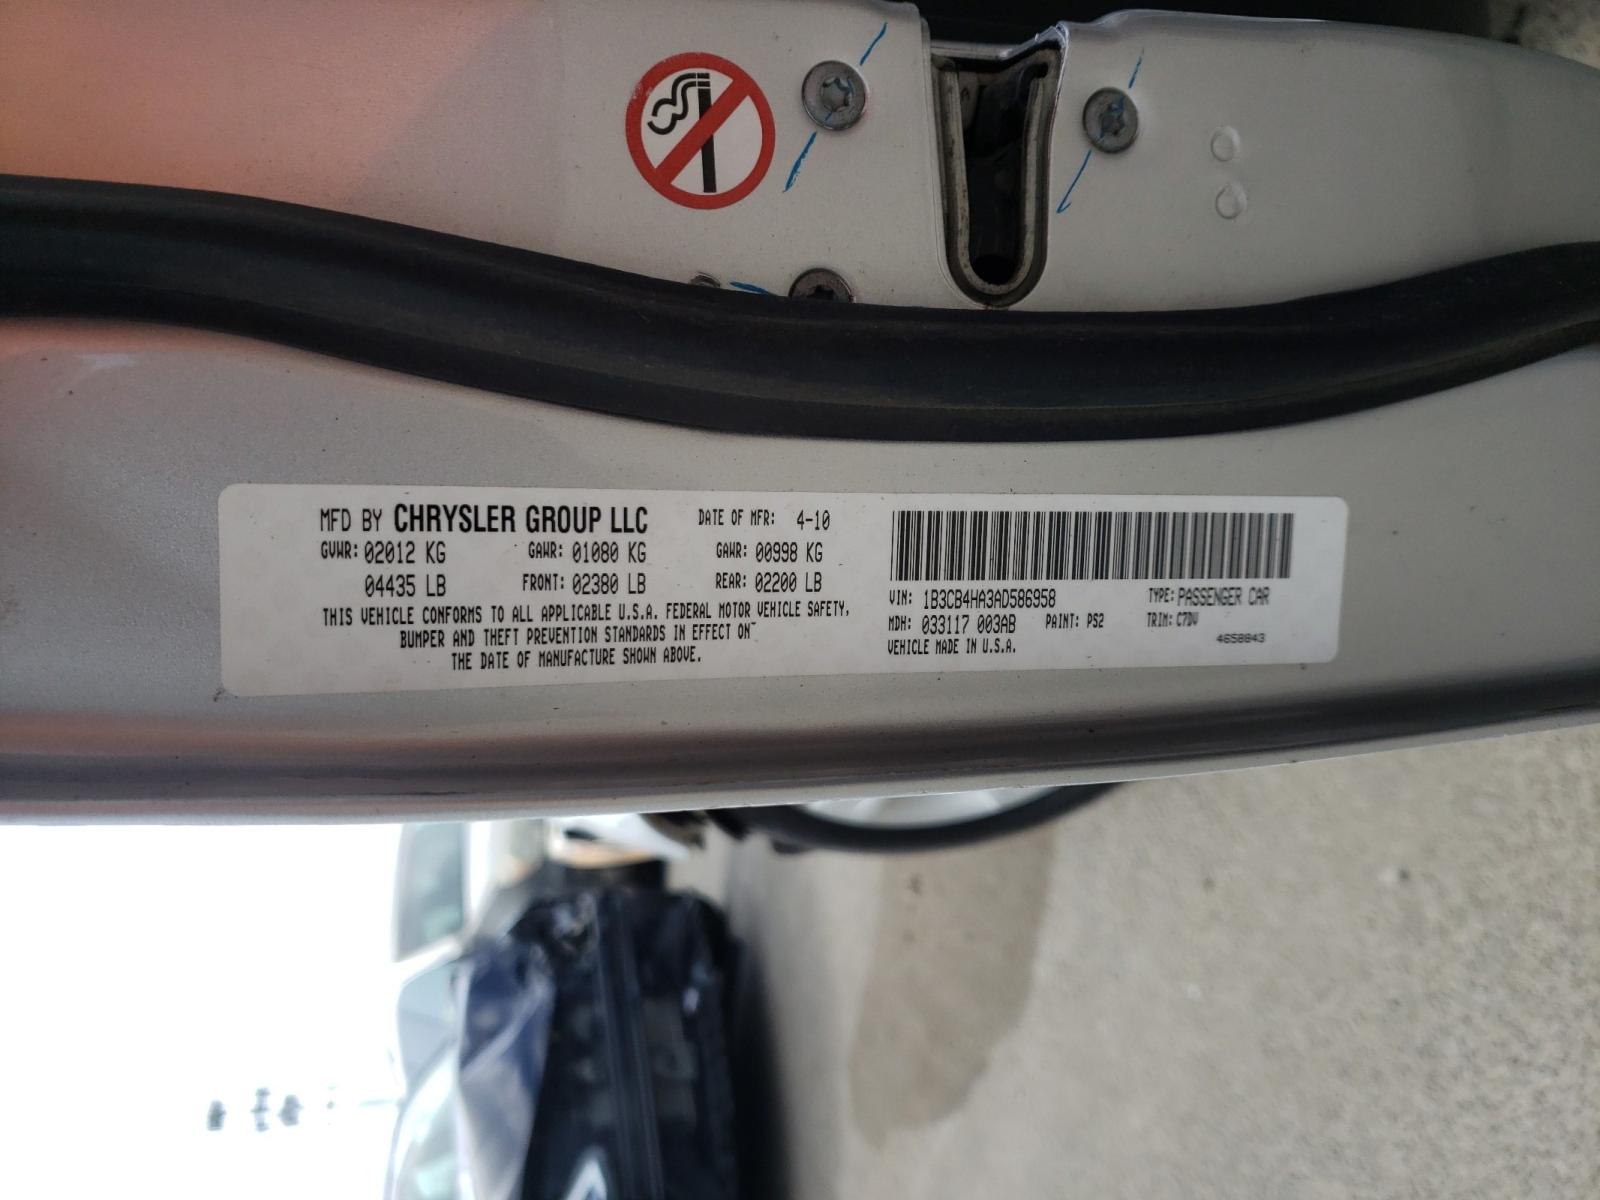 MFD BY CHRYSLER GROUP LLC DATE OF MFR: 4-10
GVWR: 02012 KG GAWR: 01080 KG GAWR: 00998 KG
04435 LB FRONT: 02380 LB REAR: 02200 LB
THIS VEHICLE CONFORMS TO ALL APPLICABLE U.S.A. FEDERAL MOTOR VEHICLE SAFETY,
BUMPER AND THEFT PREVENTION STANDARDS IN EFFECT ON
THE DATE OF MANUFACTURE SHOWN ABOVE.
VIN: 1B3CB4HA3AD586958 TYPE: PASSENGER CAR
MDH: 033117 003AB PAINT: PS2 TRIM: C7DV
VEHICLE MADE IN U.S.A. 4658843